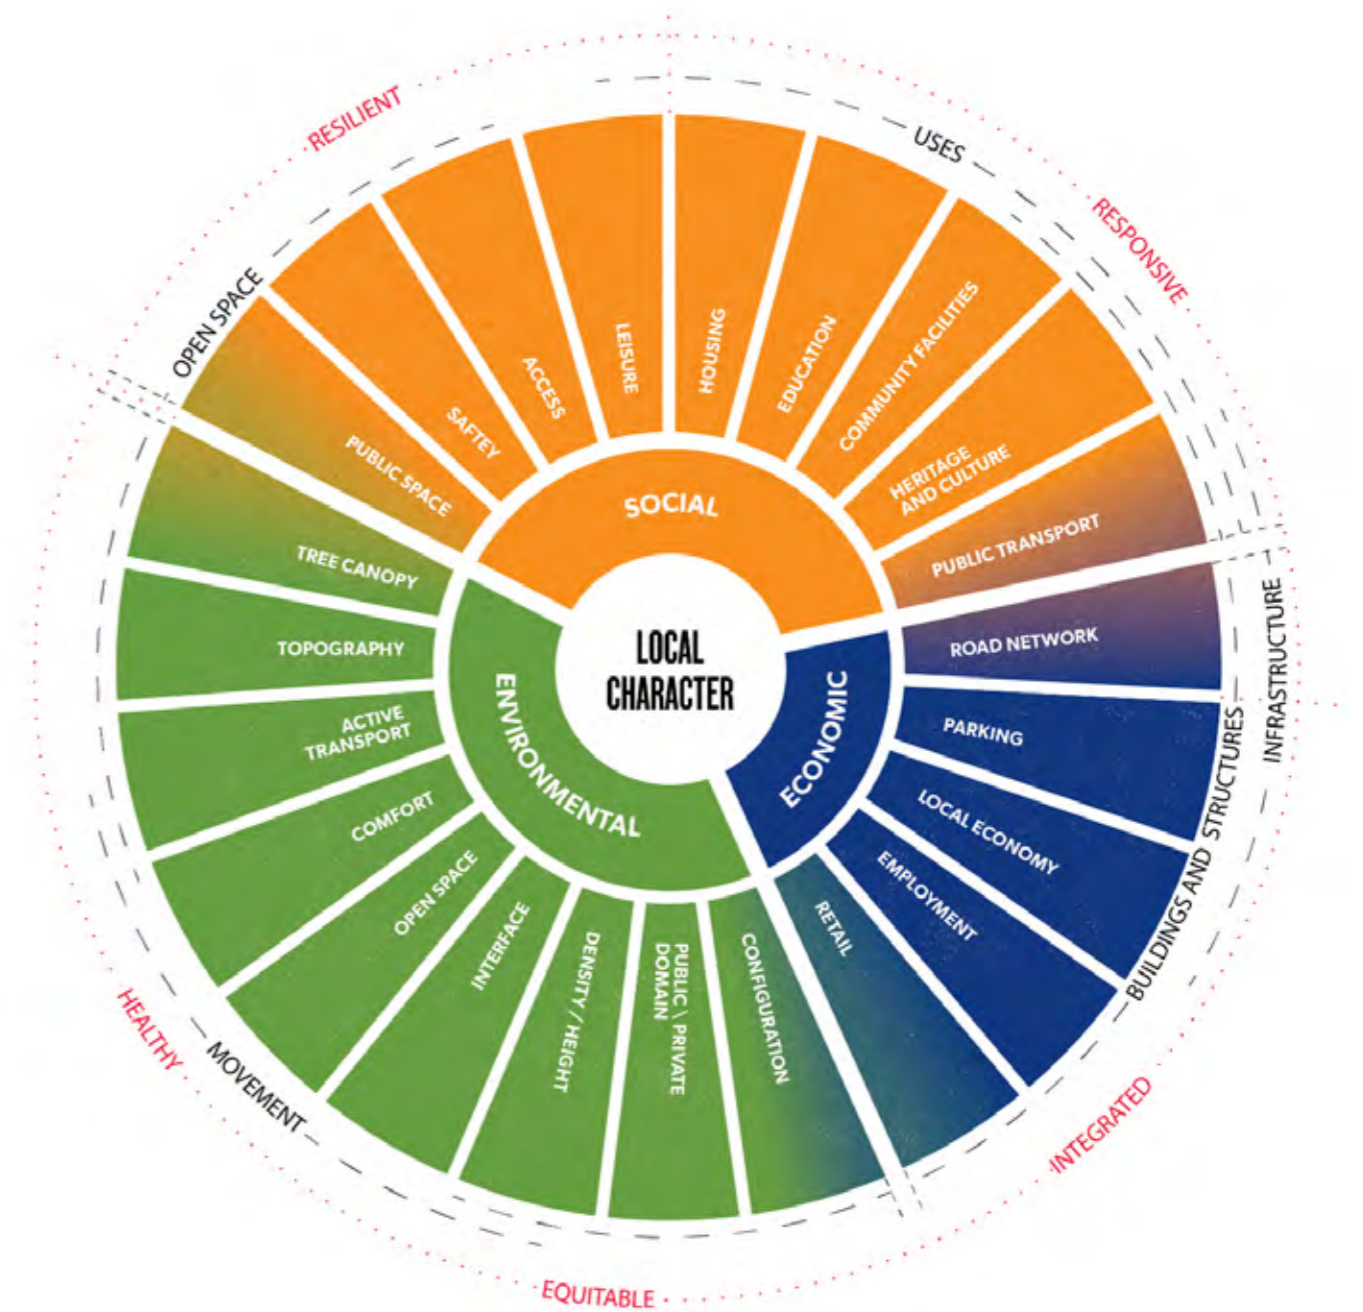 RESILIENT
USES
RESPONSIVE
OPEN SPACE
INFRASTRUCTURE
BUILDINGS AND STRUCTURES
INTEGRATED
EQUITABLE
MOVEMENT
HEALTHY
LOCAL
CHARACTER
SOCIAL
PUBLIC SPACE
SAFTEY
ACCESS
LEISURE
HOUSING
EDUCATION
COMMUNITY FACILITIES
HERITAGE
AND CULTURE
PUBLIC TRANSPORT
ECONOMIC
ROAD NETWORK
PARKING
LOCAL ECONOMY
EMPLOYMENT
RETAIL
ENVIRONMENTAL
CONFIGURATION
PUBLIC \ PRIVATE
DOMAIN
DENSITY / HEIGHT
INTERFACE
OPEN SPACE
COMFORT
ACTIVE
TRANSPORT
TOPOGRAPHY
TREE CANOPY